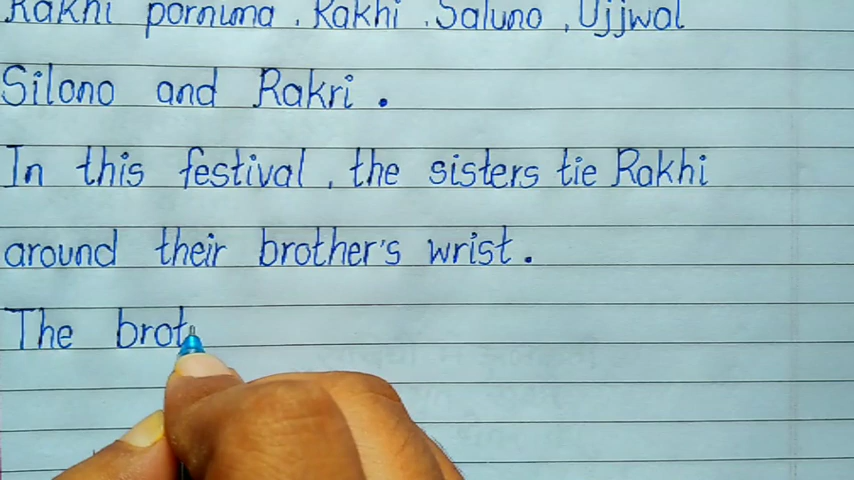 Rakhi pornima, Rakhi, Saluno, Ujjwal
Silono and Rakri.
In this festival, the sisters tie Rakhi
around their brother's wrist.
The brot